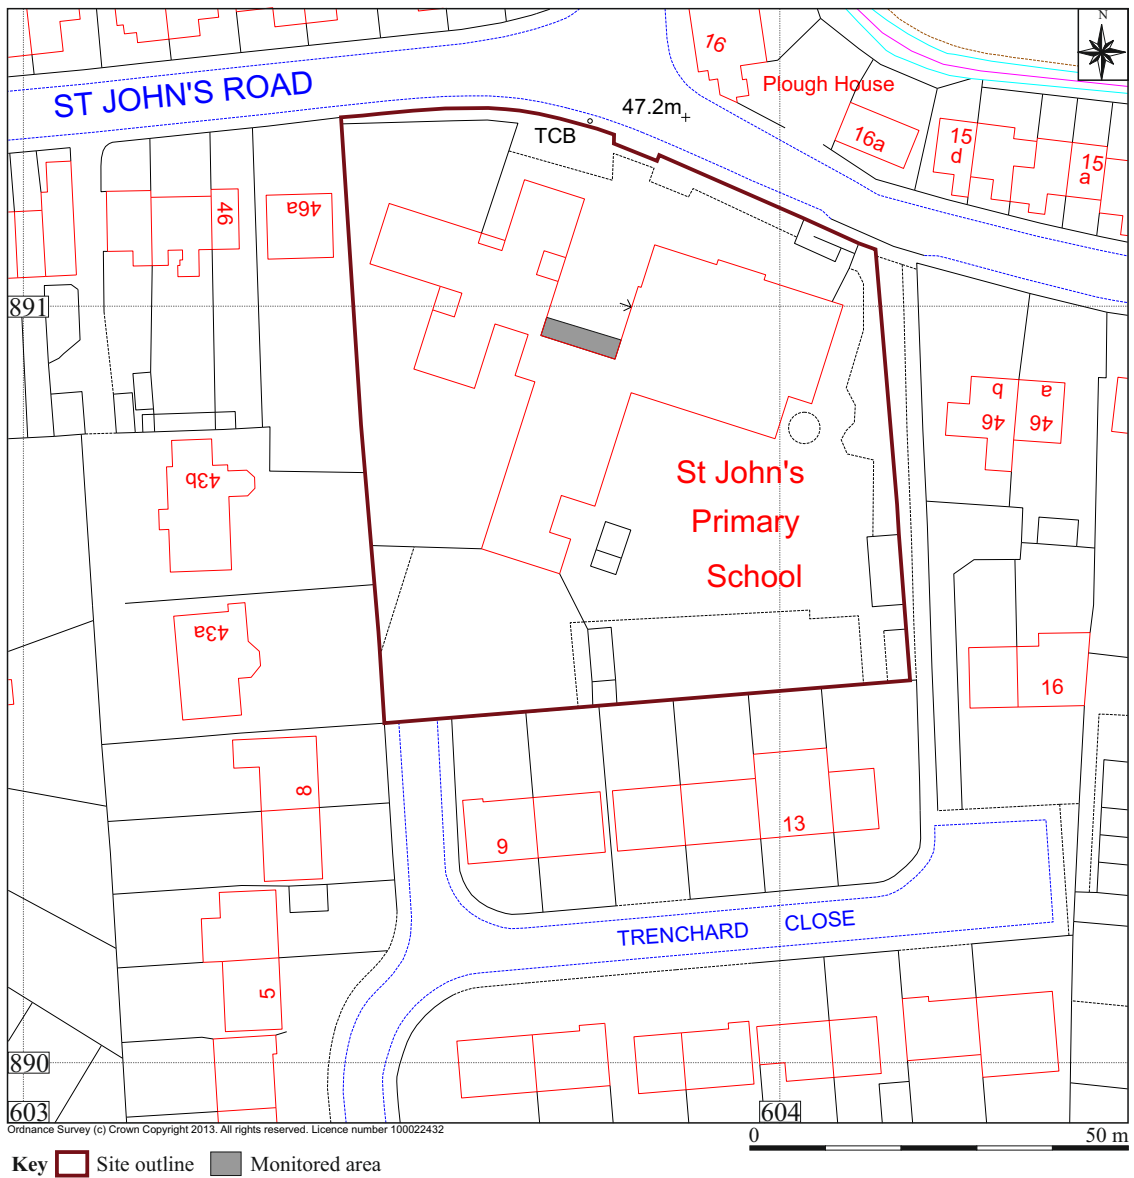 N
16
Plough House
ST JOHN'S ROAD
47.2m
TCB
16a
15
d
15
a
46
46a
891
b
46
a
46
43b
St John's
Primary
School
43a
16
8
9
13
TRENCHARD CLOSE
5
890
603
604
Ordnance Survey (c) Crown Copyright 2013. All rights reserved. Licence number 100022432
0
50 m
Key
Site outline
Monitored area